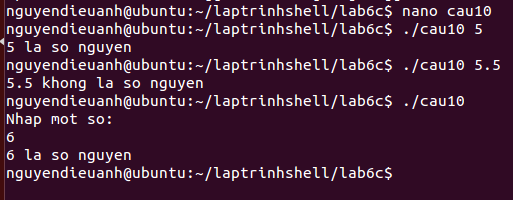 nguyendieuanh@ubuntu:~/laptrinhshell/lab6c$ nano cau10
nguyendieuanh@ubuntu:~/laptrinhshell/lab6c$ ./cau10 5
5 la so nguyen
nguyendieuanh@ubuntu:~/laptrinhshell/lab6c$ ./cau10 5.5
5.5 khong la so nguyen
nguyendieuanh@ubuntu:~/laptrinhshell/lab6c$ ./cau10
Nhap mot so:
6
6 la so nguyen
nguyendieuanh@ubuntu:~/laptrinhshell/lab6c$